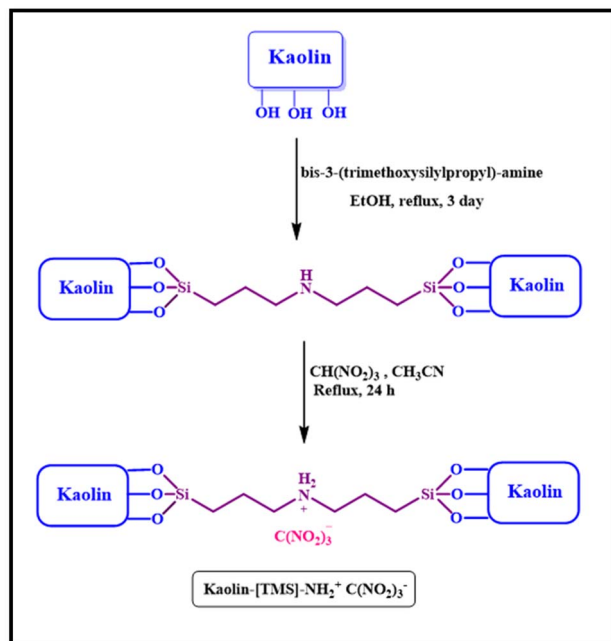 Kaolin
OH OH OH
bis-3-(trimethoxysilylpropyl)-amine
EtOH, reflux, 3 day
Kaolin O O O Si H N Si O O O Kaolin
CH(NO₂)₃ , CH₃CN
Reflux, 24 h
Kaolin O O O Si H₂ N + Si O O O Kaolin
C(NO₂)₃⁻
Kaolin-[TMS]-NH₂⁺ C(NO₂)₃⁻